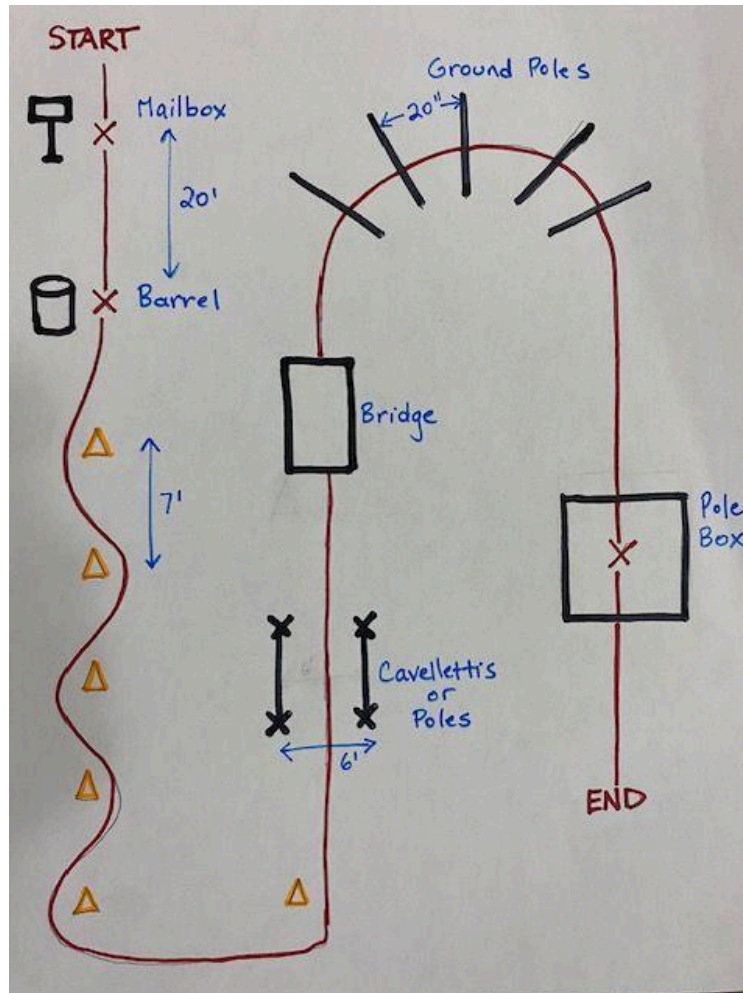 START
Mailbox
20'
Barrel
7'
Ground Poles
20"
Bridge
Cavellettis
or
Poles
6'
Pole
Box
END